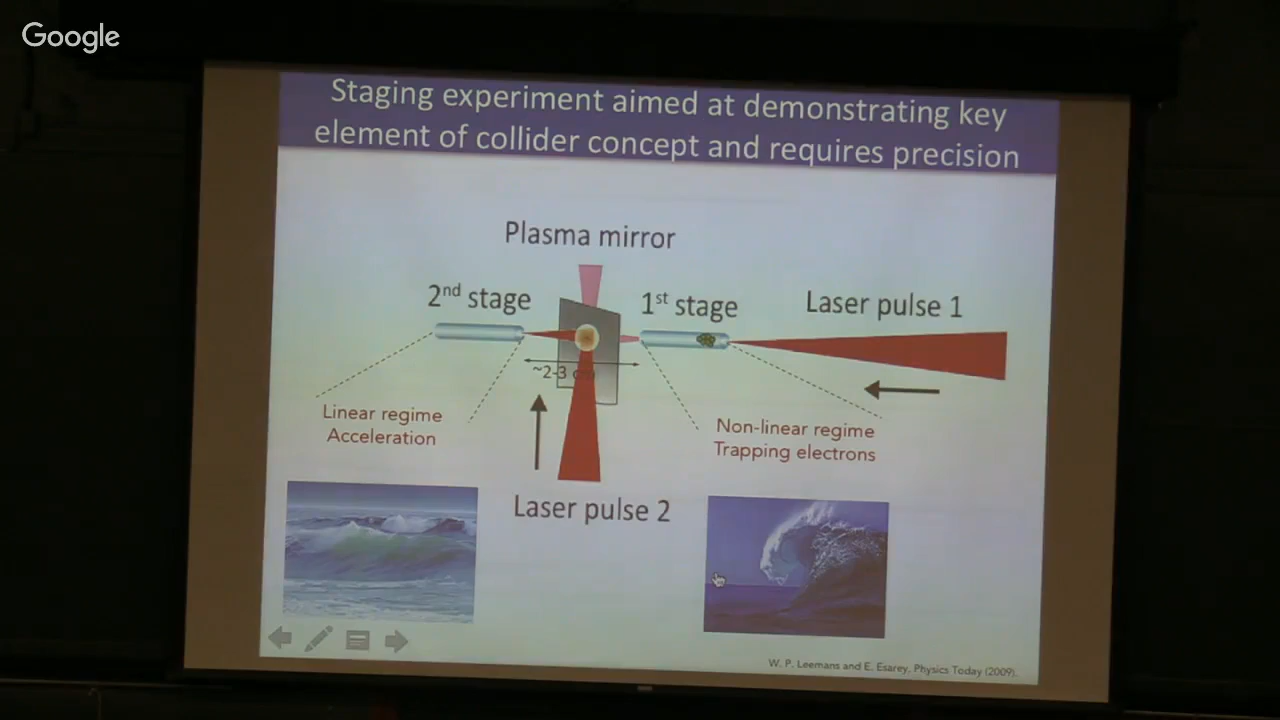 Google
Staging experiment aimed at demonstrating key
element of collider concept and requires precision
Plasma mirror
2nd stage
1st stage
Laser pulse 1
~2-3
Linear regime
Acceleration
Non-linear regime
Trapping electrons
Laser pulse 2
W. P. Leemans and E. Esarey, Physics Today (2009).